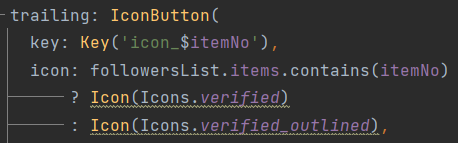 trailing: IconButton(
key: Key('icon_$itemNo'),
icon: followersList.items.contains(itemNo)
? Icon(Icons.verified)
: Icon(Icons.verified_outlined),